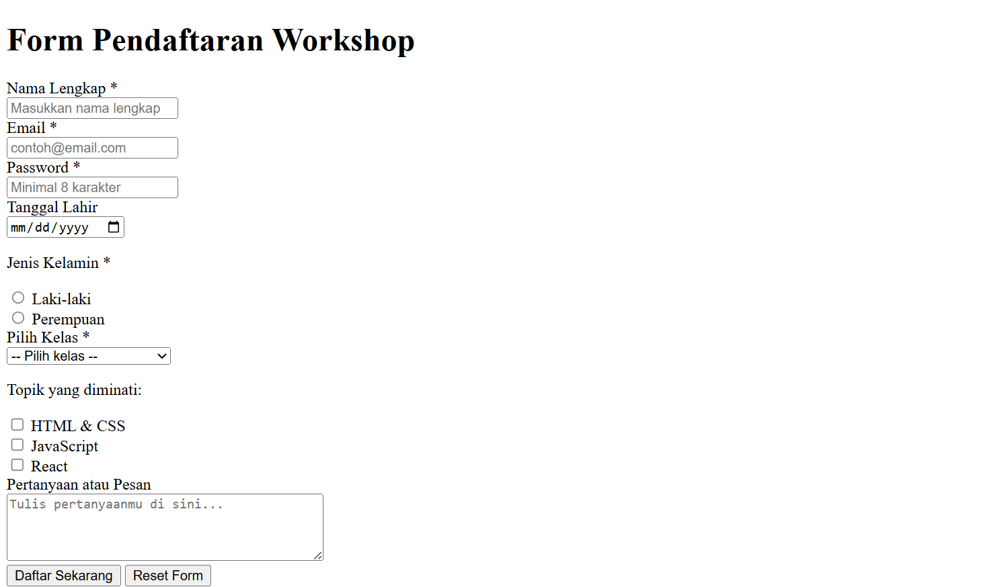 Form Pendaftaran Workshop
Nama Lengkap *
Masukkan nama lengkap
Email *
contoh@email.com
Password *
Minimal 8 karakter
Tanggal Lahir
mm/dd/yyyy
Jenis Kelamin *
Laki-laki
Perempuan
Pilih Kelas *
-- Pilih kelas --
Topik yang diminati:
HTML & CSS
JavaScript
React
Pertanyaan atau Pesan
Tulis pertanyaanmu di sini...
Daftar Sekarang Reset Form